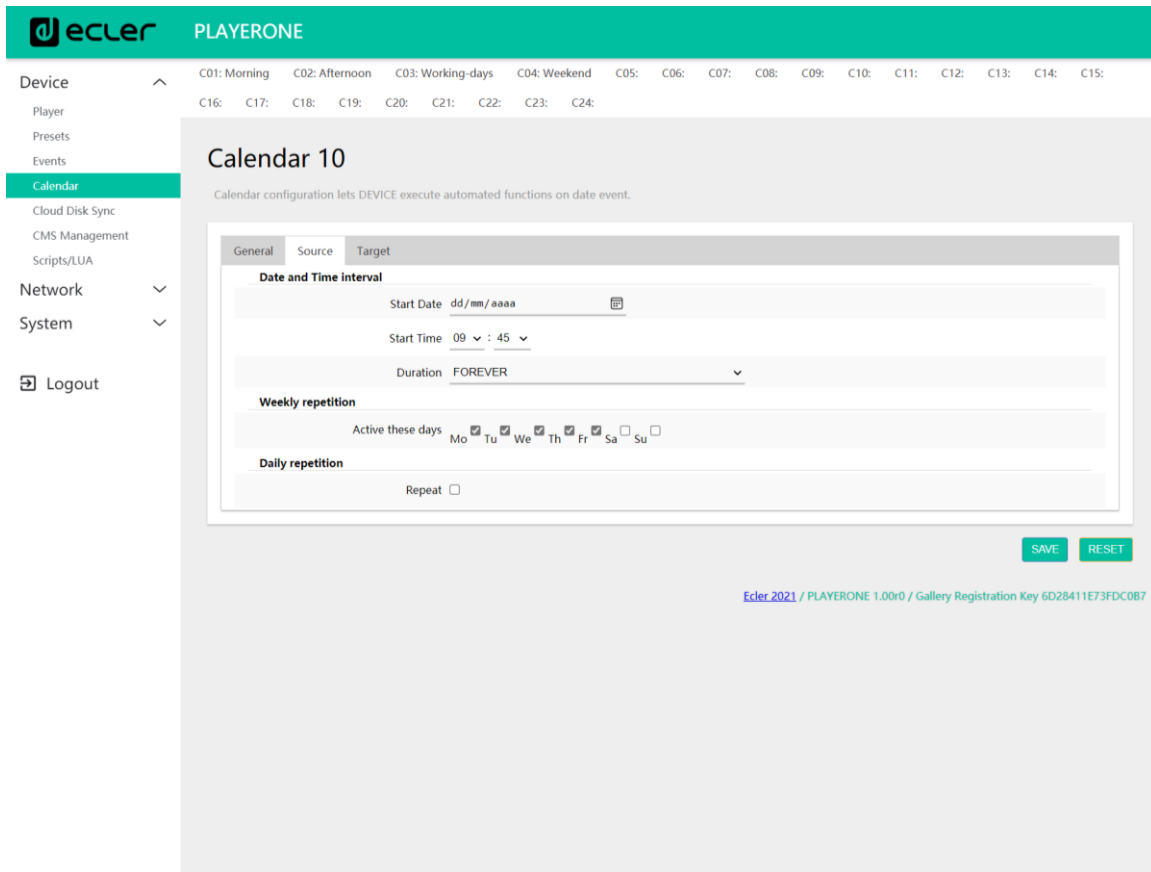 ecler
PLAYERONE
Device
Player
Presets
Events
Calendar
Cloud Disk Sync
CMS Management
Scripts/LUA
Network
System
Logout
C01: Morning C02: Afternoon C03: Working-days C04: Weekend C05: C06: C07: C08: C09: C10: C11: C12: C13: C14: C15:
C16: C17: C18: C19: C20: C21: C22: C23: C24:
Calendar 10
Calendar configuration lets DEVICE execute automated functions on date event.
General Source Target
Date and Time interval
Start Date dd/mm/aaaa
Start Time 09 : 45
Duration FOREVER
Weekly repetition
Active these days Mo Tu We Th Fr Sa Su
Daily repetition
Repeat
SAVE RESET
Ecler 2021 / PLAYERONE 1.00r0 / Gallery Registration Key 6D28411E73FDC0B7